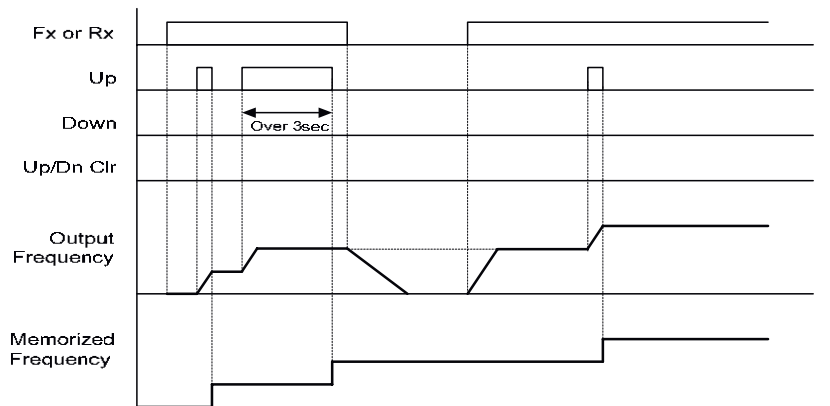 Fx or Rx
Up
Down
Over 3sec
Up/Dn Clr
Output
Frequency
Memorized
Frequency